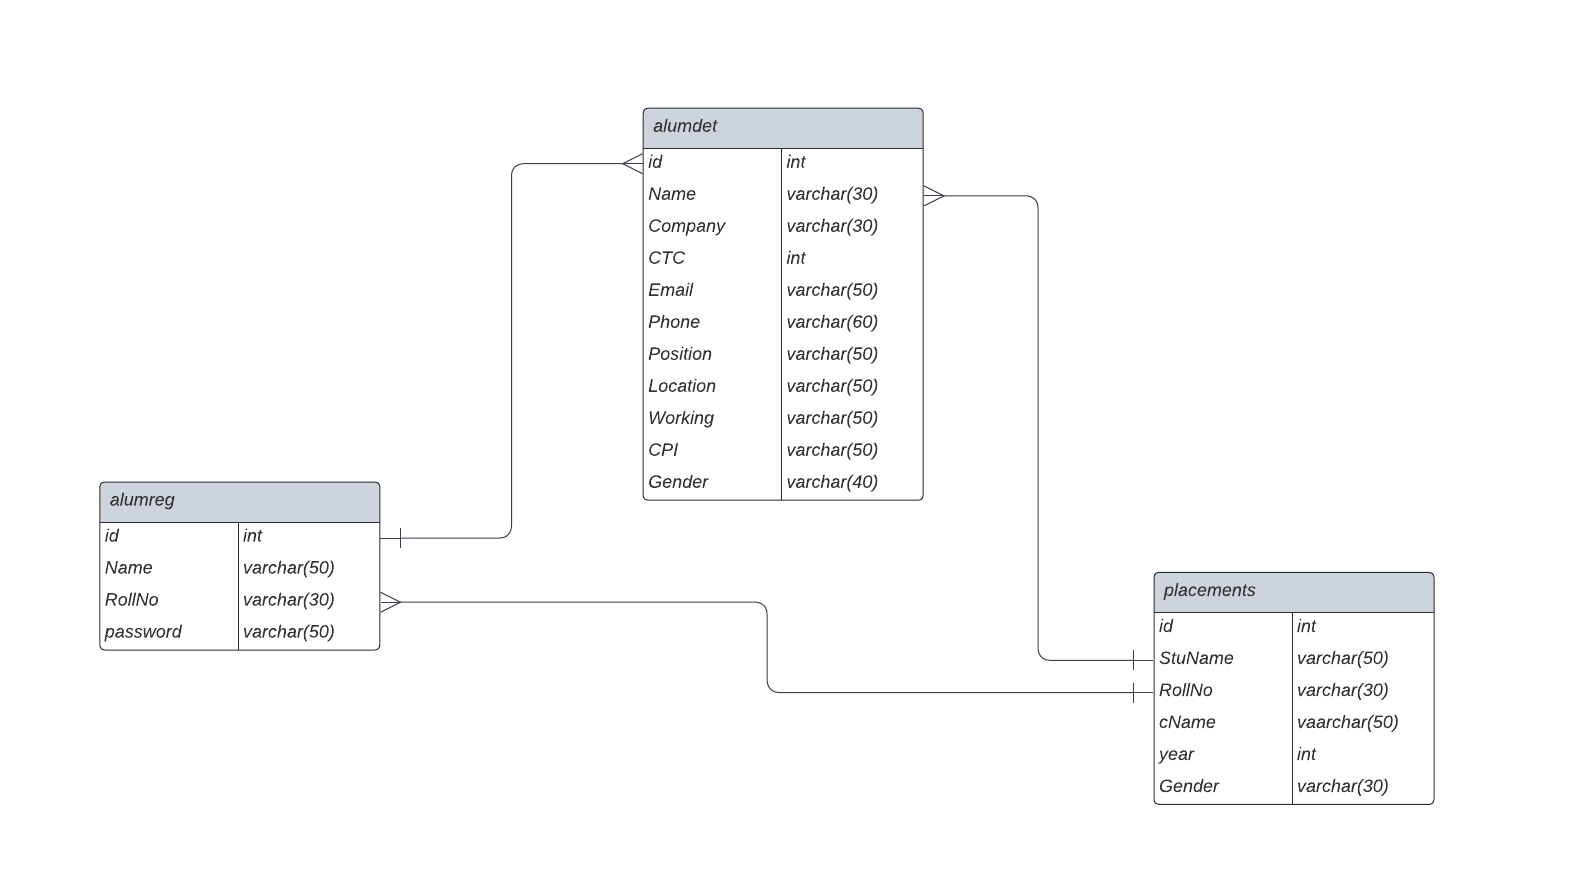 alumdet
id int
Name varchar(30)
Company varchar(30)
CTC int
Email varchar(50)
Phone varchar(60)
Position varchar(50)
Location varchar(50)
Working varchar(50)
CPI varchar(50)
Gender varchar(40)
alumreg
id int
Name varchar(50)
RollNo varchar(30)
password varchar(50)
placements
id int
StuName varchar(50)
RollNo varchar(30)
cName vaarchar(50)
year int
Gender varchar(30)